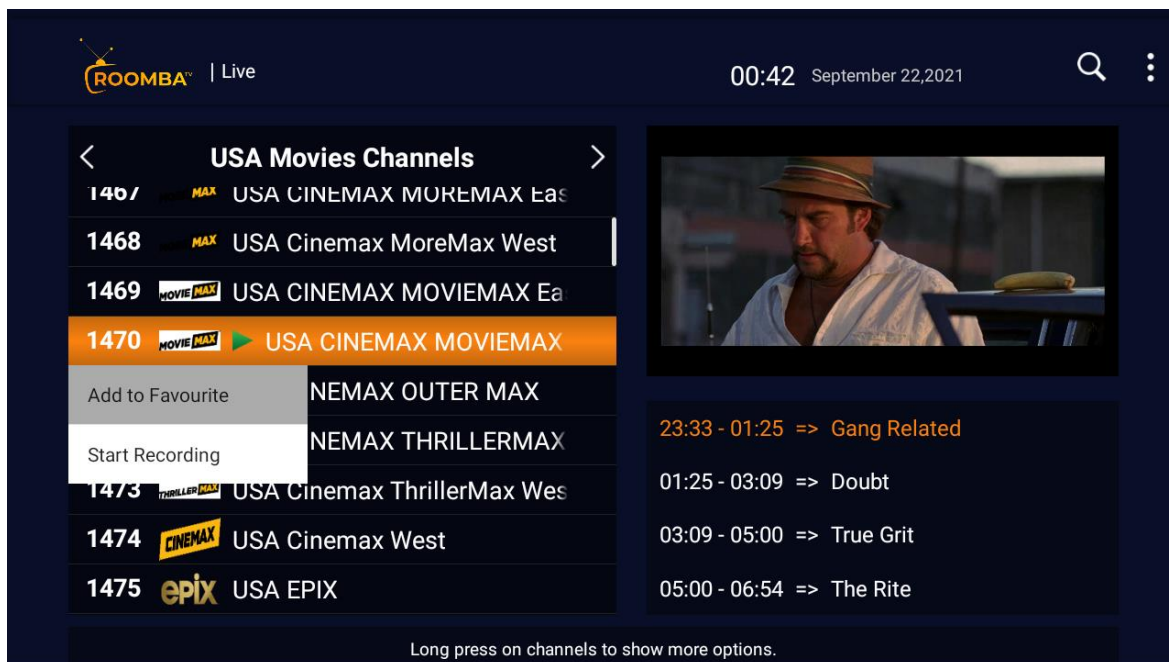 ROOMBA TV | Live
00:42 September 22,2021
USA Movies Channels
1467 MAX USA CINEMAX MOREMAX Eas
1468 MAX USA Cinemax MoreMax West
1469 MOVIE MAX USA CINEMAX MOVIEMAX Ea
1470 MOVIE MAX USA CINEMAX MOVIEMAX
Add to Favourite
NEMAX OUTER MAX
Start Recording
NEMAX THRILLERMAX
1473 THRILLER MAX USA Cinemax ThrillerMax Wes
1474 CINEMAX USA Cinemax West
1475 epix USA EPIX
23:33 - 01:25 => Gang Related
01:25 - 03:09 => Doubt
03:09 - 05:00 => True Grit
05:00 - 06:54 => The Rite
Long press on channels to show more options.